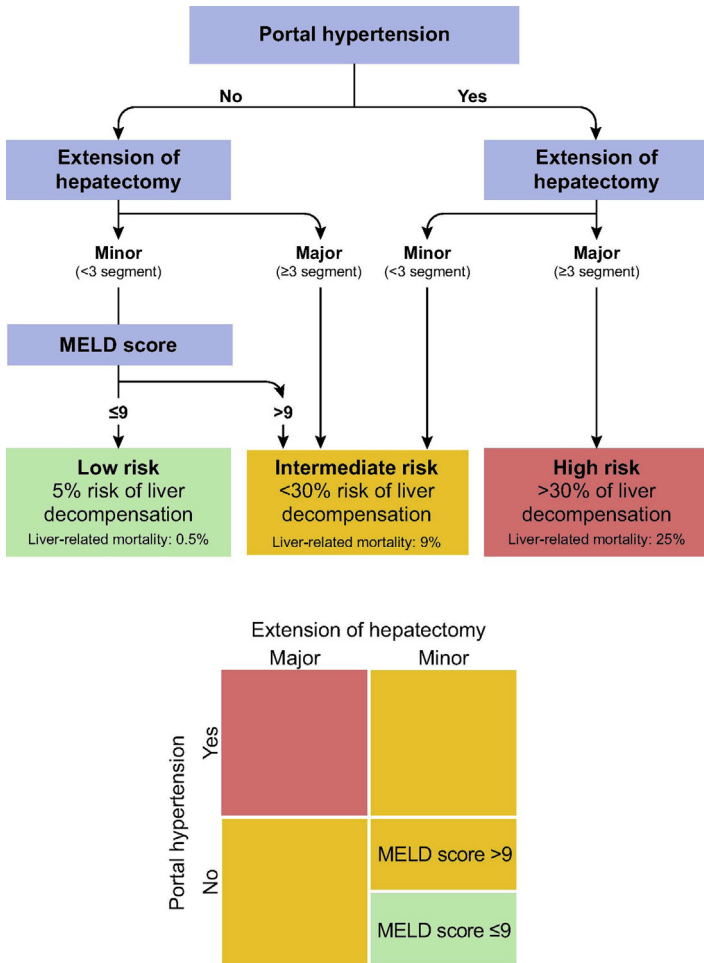 Portal hypertension
No
Yes
Extension of
hepatectomy
Extension of
hepatectomy
Minor
(<3 segment)
Major
(≥3 segment)
Minor
(<3 segment)
Major
(≥3 segment)
MELD score
≤9
>9
Low risk
5% risk of liver
decompensation
Liver-related mortality: 0.5%
Intermediate risk
<30% risk of liver
decompensation
Liver-related mortality: 9%
High risk
>30% of liver
decompensation
Liver-related mortality: 25%
Extension of hepatectomy
Major
Minor
Portal hypertension
Yes
No
MELD score >9
MELD score ≤9